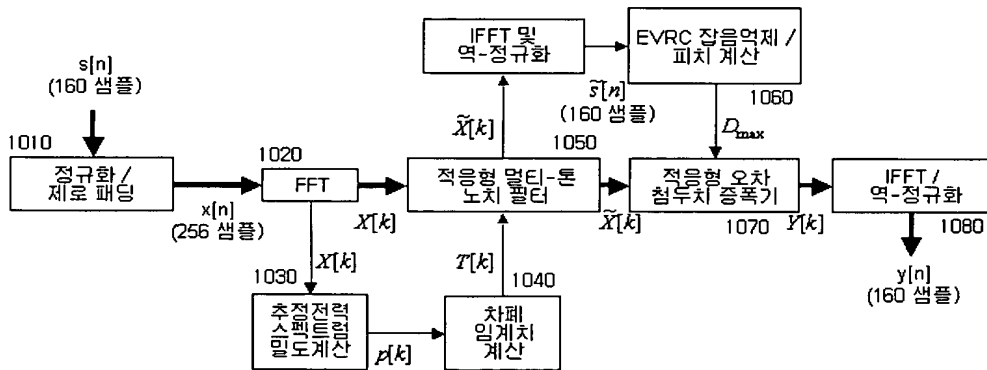 s[n]
(160 샘플)
1010
정규화 /
제로 패딩
x[n]
(256 샘플)
1020
FFT
X[k]
X[k]
1030
추정전력
스펙트럼
밀도계산
p[k]
1040
차폐
임계치
계산
T[k]
1050
적응형 멀티-톤
노치 필터
X̃[k]
IFFT 및
역-정규화
s̃[n]
(160 샘플)
EVRC 잡음억제 /
피치 계산
1060
Dmax
X̃[k]
적응형 오차
첨두치 증폭기
1070
Y[k]
IFFT /
역-정규화
1080
y[n]
(160 샘플)